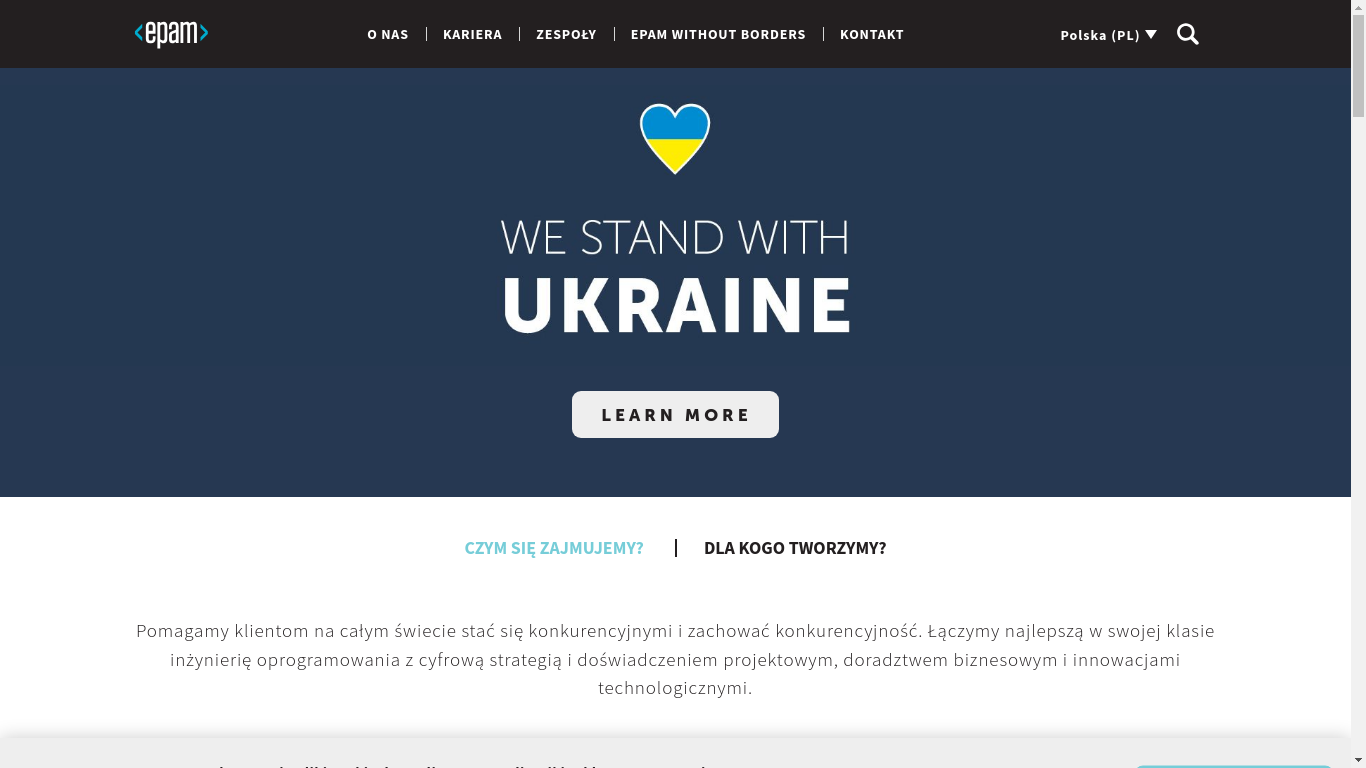 <epam>
O NAS
KARIERA
ZESPOŁY
EPAM WITHOUT BORDERS
KONTAKT
Polska (PL)
WE STAND WITH
UKRAINE
LEARN MORE
CZYM SIĘ ZAJMUJEMY?
DLA KOGO TWORZYMY?
Pomagamy klientom na całym świecie stać się konkurencyjnymi i zachować konkurencyjność. Łączymy najlepszą w swojej klasie
inżynierię oprogramowania z cyfrową strategią i doświadczeniem projektowym, doradztwem biznesowym i innowacjami
technologicznymi.